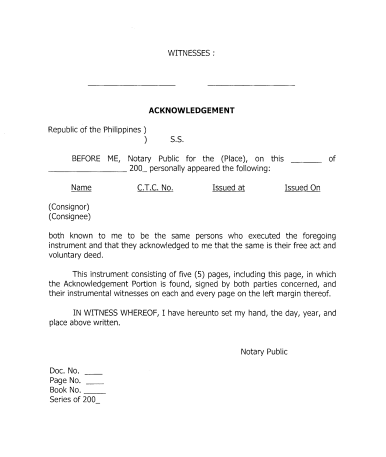 WITNESSES :
____________________ ____________________
ACKNOWLEDGEMENT
Republic of the Philippines )
) S.S.
BEFORE ME, Notary Public for the (Place), on this _______ of
__________________ 200_ personally appeared the following:
Name C.T.C. No. Issued at Issued On
(Consignor)
(Consignee)
both known to me to be the same persons who executed the foregoing
instrument and that they acknowledged to me that the same is their free act and
voluntary deed.
This instrument consisting of five (5) pages, including this page, in which
the Acknowledgement Portion is found, signed by both parties concerned, and
their instrumental witnesses on each and every page on the left margin thereof.
IN WITNESS WHEREOF, I have hereunto set my hand, the day, year, and
place above written.
Notary Public
Doc. No. ____
Page No. ____
Book No. _____
Series of 200_